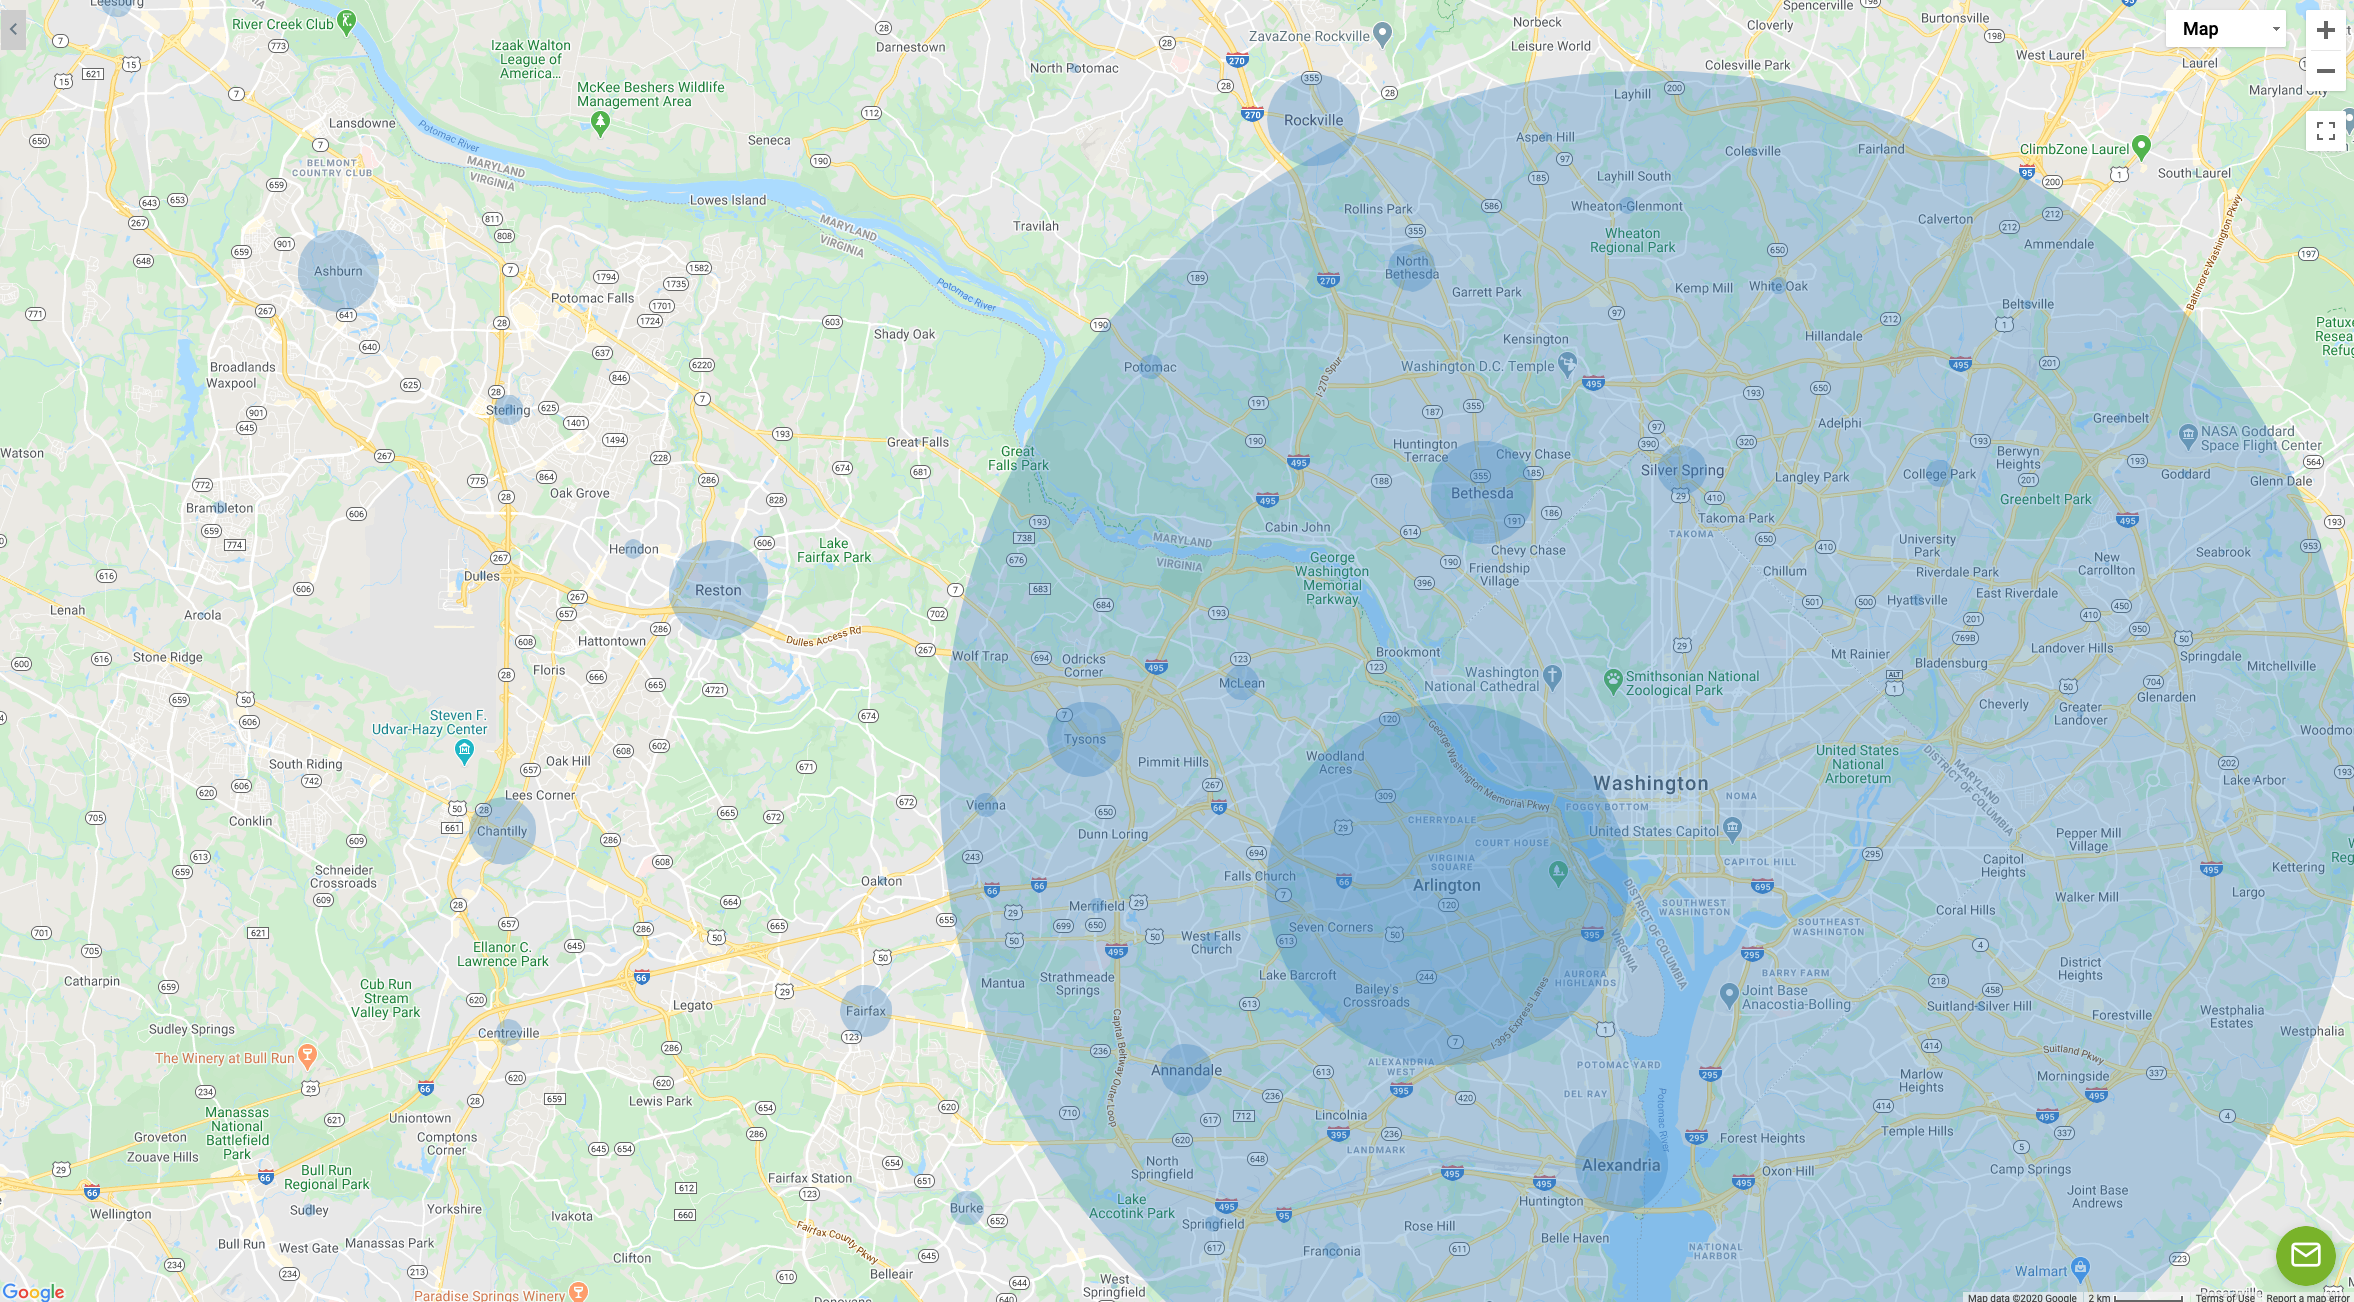 Leesburg
River Creek Club
Izaak Walton
League of
America...
Darnestown
North Potomac
ZavaZone Rockville
Norbeck
Leisure World
Cloverly
Spencerville
Burtonsville
West Laurel
Laurel
Map
Colesville Park
Maryland City
McKee Beshers Wildlife
Management Area
Lansdowne
BELMONT
COUNTRY CLUB
Potomac River
MARYLAND
VIRGINIA
Seneca
Rockville
Layhill
Aspen Hill
Colesville
Fairland
ClimbZone Laurel
South Laurel
Layhill South
Lowes Island
MARYLAND
VIRGINIA
Travilah
Rollins Park
Wheaton-Glenmont
Wheaton
Regional Park
Calverton
Ammendale
Baltimore-Washington Pkwy
Ashburn
Potomac Falls
Potomac River
North
Bethesda
Garrett Park
Kemp Mill
White Oak
Beltsville
Shady Oak
Kensington
Hillandale
Broadlands
Waxpool
Potomac
I-270 Spur
Washington D.C. Temple
Sterling
Great Falls
Great
Falls Park
Huntington
Terrace
Chevy Chase
Adelphi
Greenbelt
NASA Goddard
Space Flight Center
Watson
Oak Grove
Bethesda
Silver Spring
Langley Park
College Park
Berwyn
Heights
Goddard
Glenn Dale
Greenbelt Park
Brambleton
Herndon
Lake
Fairfax Park
Cabin John
Takoma Park
TAKOMA
University
Park
New
Carrollton
Seabrook
Dulles
Reston
MARYLAND
VIRGINIA
George
Washington
Memorial
Parkway
Chevy Chase
Friendship
Village
Chillum
Riverdale Park
Hyattsville
East Riverdale
Lenah
Arcola
Hattontown
Dulles Access Rd
Stone Ridge
Floris
Wolf Trap
Odricks
Corner
McLean
Brookmont
Washington
National Cathedral
Smithsonian National
Zoological Park
Mt Rainier
Bladensburg
Landover Hills
Springdale
Mitchellville
Glenarden
Cheverly
Greater
Landover
Steven F.
Udvar-Hazy Center
South Riding
Oak Hill
Lees Corner
Tysons
Pimmit Hills
Woodland
Acres
George Washington Memorial Pkwy
Washington
FOGGY BOTTOM
NOMA
United States
National
Arboretum
MARYLAND
DISTRICT OF COLUMBIA
Lake Arbor
Conklin
Chantilly
Vienna
Dunn Loring
CHERRYDALE
COURT HOUSE
VIRGINIA
SQUARE
United States Capitol
CAPITOL HILL
Pepper Mill
Village
Capitol
Heights
Kettering
Schneider
Crossroads
Oakton
Merrifield
Falls Church
Arlington
Walker Mill
Largo
SOUTHWEST
WASHINGTON
SOUTHEAST
WASHINGTON
Coral Hills
Ellanor C.
Lawrence Park
Seven Corners
West Falls
Church
DISTRICT OF COLUMBIA
VIRGINIA
Catharpin
Cub Run
Stream
Valley Park
Legato
Mantua
Strathmeade
Springs
Lake Barcroft
Bailey's
Crossroads
AURORA
HIGHLANDS
BARRY FARM
Joint Base
Anacostia-Bolling
District
Heights
Suitland-Silver Hill
Forestville
Westphalia
Estates
Westphalia
Sudley Springs
The Winery at Bull Run
Centreville
Fairfax
Capital Beltway Outer Loop
Annandale
I-395 Express Lanes
ALEXANDRIA
WEST
POTOMAC YARD
Suitland Pkwy
Marlow
Heights
Morningside
Manassas
National
Battlefield
Park
Uniontown
Lewis Park
Lincolnia
DEL RAY
Potomac River
Groveton
Zouave Hills
Comptons
Corner
Bull Run
Regional Park
Fairfax Station
North
Springfield
LANDMARK
Alexandria
Forest Heights
Temple Hills
Oxon Hill
Camp Springs
Joint Base
Andrews
Wellington
Sudley
Yorkshire
Ivakota
Burke
Lake
Accotink Park
Springfield
Huntington
Rose Hill
Belle Haven
Bull Run
West Gate
Manassas Park
Clifton
Fairfax County Pkwy
Belleair
Franconia
NATIONAL
HARBOR
Walmart
West
Springfield
Paradise Springs Winery
Donovans
Google
Map data ©2020 Google
2 km
Terms of Use
Report a map error